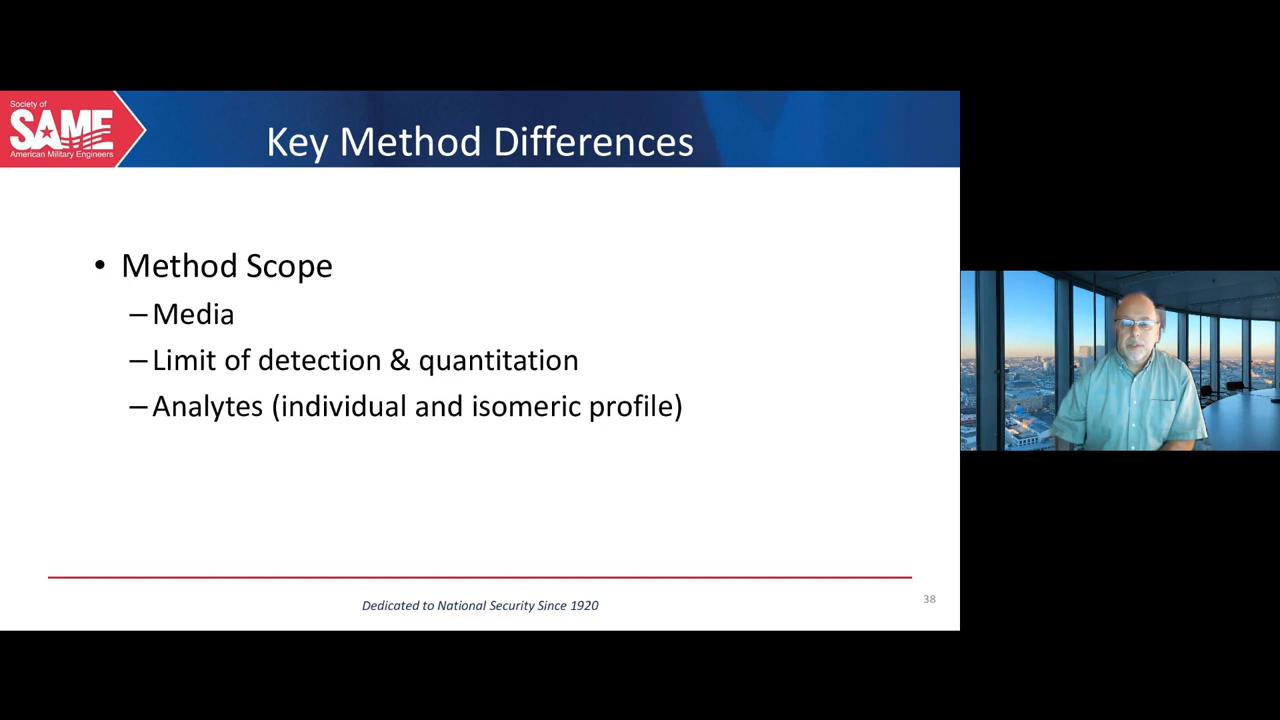 Society of
SAME
American Military Engineers
Key Method Differences
• Method Scope
– Media
– Limit of detection & quantitation
– Analytes (individual and isomeric profile)
Dedicated to National Security Since 1920
38